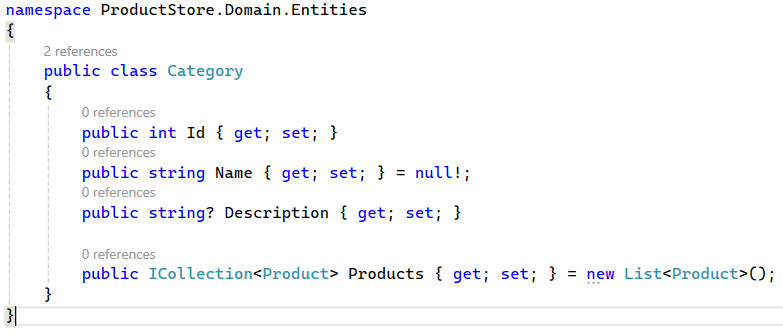 namespace ProductStore.Domain.Entities
{
2 references
public class Category
{
0 references
public int Id { get; set; }
0 references
public string Name { get; set; } = null!;
0 references
public string? Description { get; set; }
0 references
public ICollection<Product> Products { get; set; } = new List<Product>();
}
}